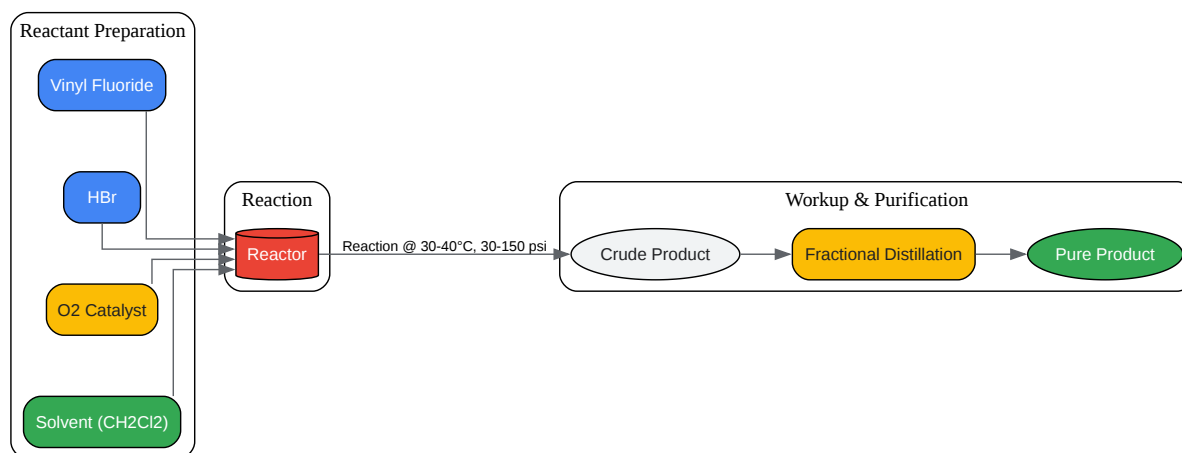 Reactant Preparation
Vinyl Fluoride
HBr
O2 Catalyst
Solvent (CH2Cl2)
Reaction
Reactor
Reaction @ 30-40°C, 30-150 psi
Workup & Purification
Crude Product
Fractional Distillation
Pure Product